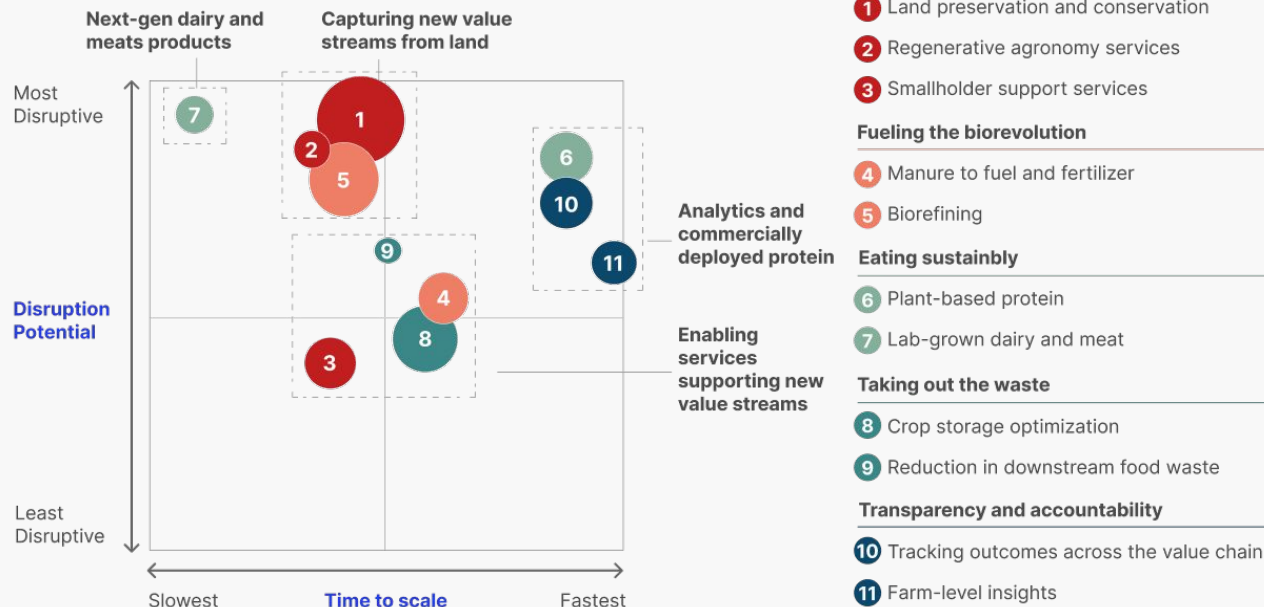 Next-gen dairy and
meats products
Capturing new value
streams from land
Most
Disruptive
7
1
2
5
6
10
11
9
4
8
3
Analytics and
commercially
deployed protein
Disruption
Potential
Enabling
services
supporting new
value streams
Least
Disruptive
Slowest
Time to scale
Fastest
1 Land preservation and conservation
2 Regenerative agronomy services
3 Smallholder support services
Fueling the biorevolution
4 Manure to fuel and fertilizer
5 Biorefining
Eating sustainbly
6 Plant-based protein
7 Lab-grown dairy and meat
Taking out the waste
8 Crop storage optimization
9 Reduction in downstream food waste
Transparency and accountability
10 Tracking outcomes across the value chain
11 Farm-level insights